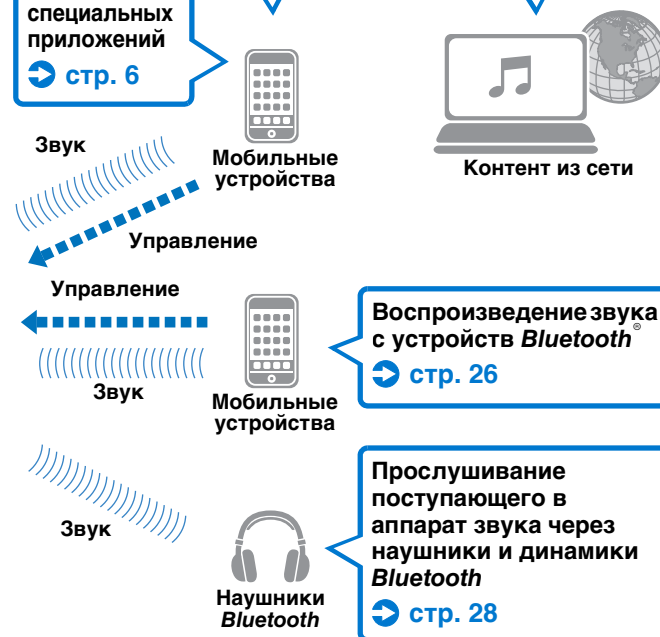 специальных
приложений
стр. 6
Звук
Мобильные
устройства
Контент из сети
Управление
Управление
Воспроизведение звука
с устройств Bluetooth®
стр. 26
Звук
Мобильные
устройства
Прослушивание
поступающего в
аппарат звука через
наушники и динамики
Bluetooth
стр. 28
Звук
Наушники
Bluetooth